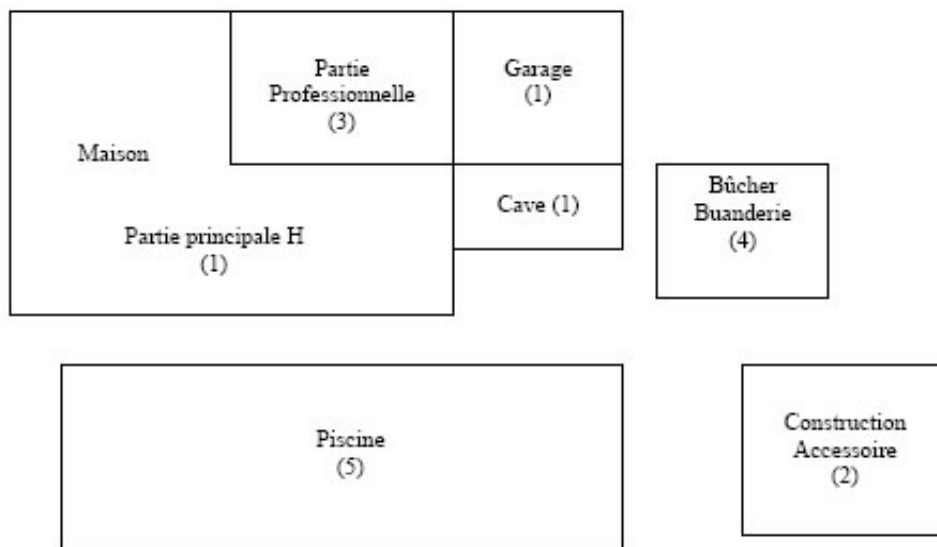 Partie
Professionnelle
(3)
Garage
(1)
Maison
Cave (1)
Bûcher
Buanderie
(4)
Partie principale H
(1)
Piscine
(5)
Construction
Accessoire
(2)